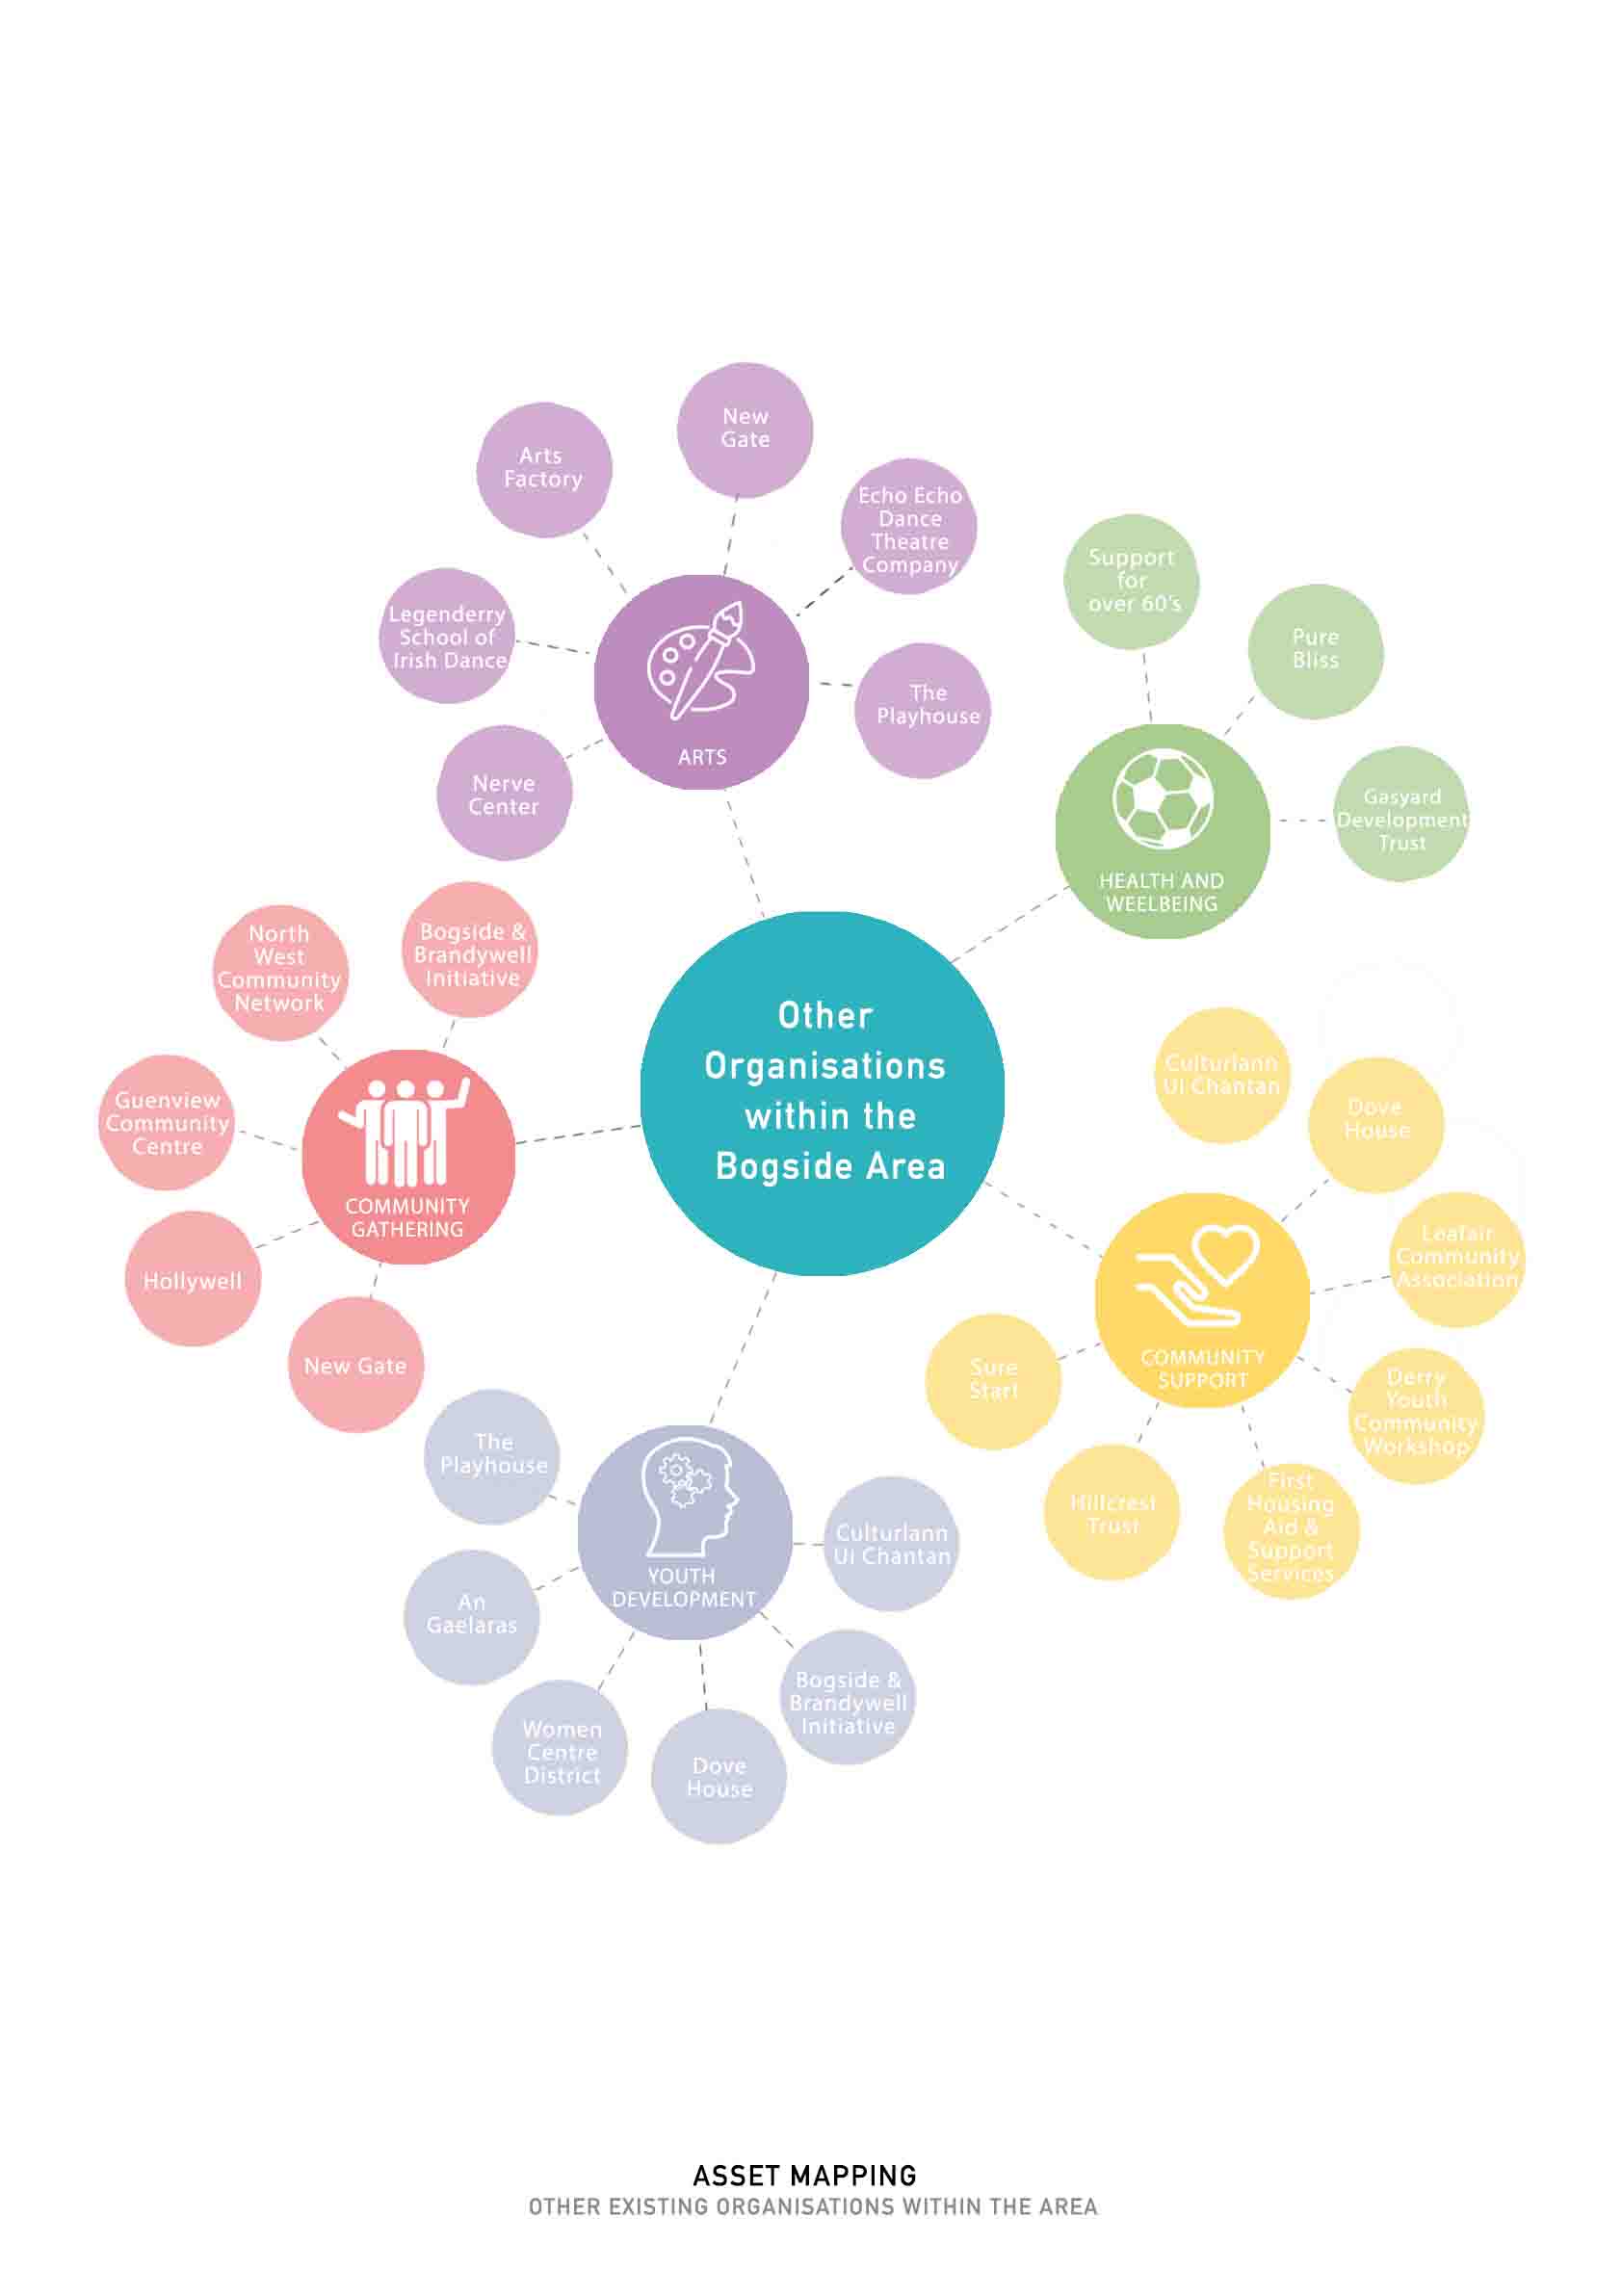 New
Gate
Arts
Factory
Echo Echo
Dance
Theatre
Company
Legenderry
School of
Irish Dance
The
Playhouse
Nerve
Center
ARTS
Support
for
over 60's
Pure
Bliss
Gasyard
Development
Trust
HEALTH AND
WEELBEING
Other
Organisations
within the
Bogside Area
North
West
Community
Network
Bogside &
Brandywell
Initiative
Guenview
Community
Centre
Hollywell
New Gate
COMMUNITY
GATHERING
Culturlann
UI Chantan
Dove
House
Leafair
Community
Association
Derry
Youth
Community
Workshop
First
Housing
Aid &
Support
Services
Hillcrest
Trust
Sure
Start
COMMUNITY
SUPPORT
The
Playhouse
An
Gaelaras
Women
Centre
District
Dove
House
Bogside &
Brandywell
Initiative
Culturlann
UI Chantan
YOUTH
DEVELOPMENT
ASSET MAPPING
OTHER EXISTING ORGANISATIONS WITHIN THE AREA